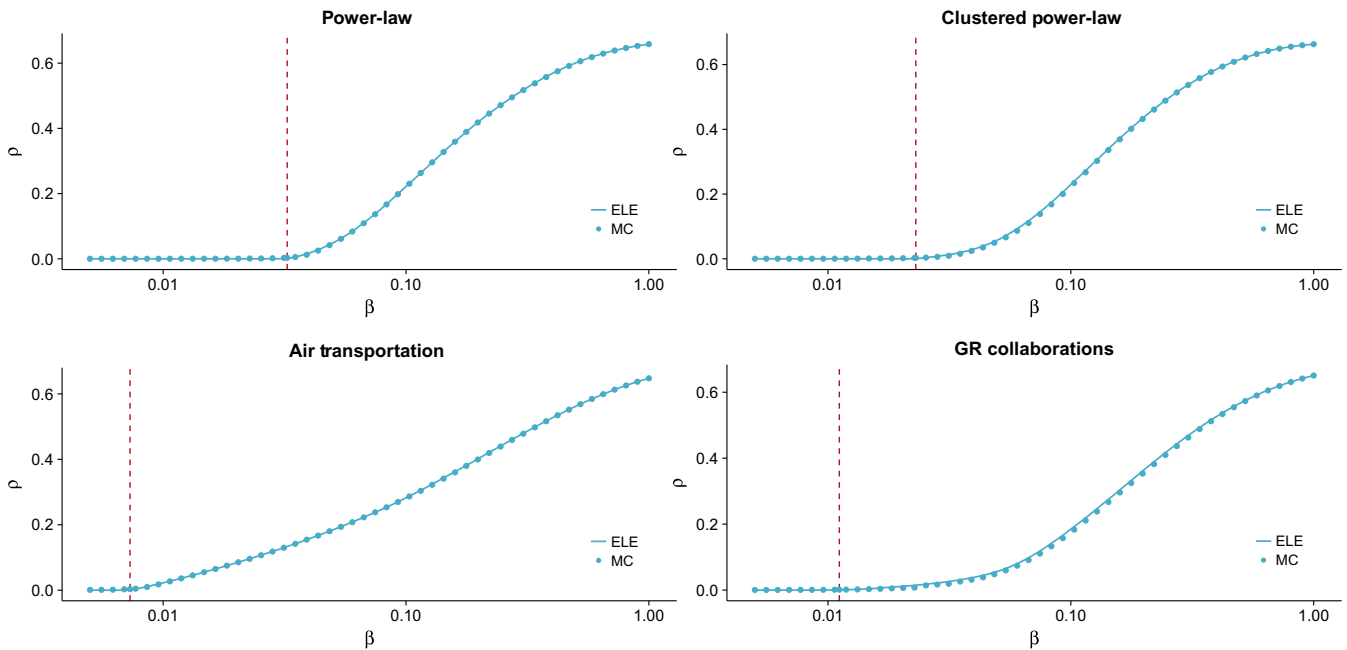 Power-law
ρ
0.6
0.4
0.2
0.0
ELE
MC
0.01 0.10 1.00
β
Clustered power-law
ρ
0.6
0.4
0.2
0.0
ELE
MC
0.01 0.10 1.00
β
Air transportation
ρ
0.6
0.4
0.2
0.0
ELE
MC
0.01 0.10 1.00
β
GR collaborations
ρ
0.6
0.4
0.2
0.0
ELE
MC
0.01 0.10 1.00
β